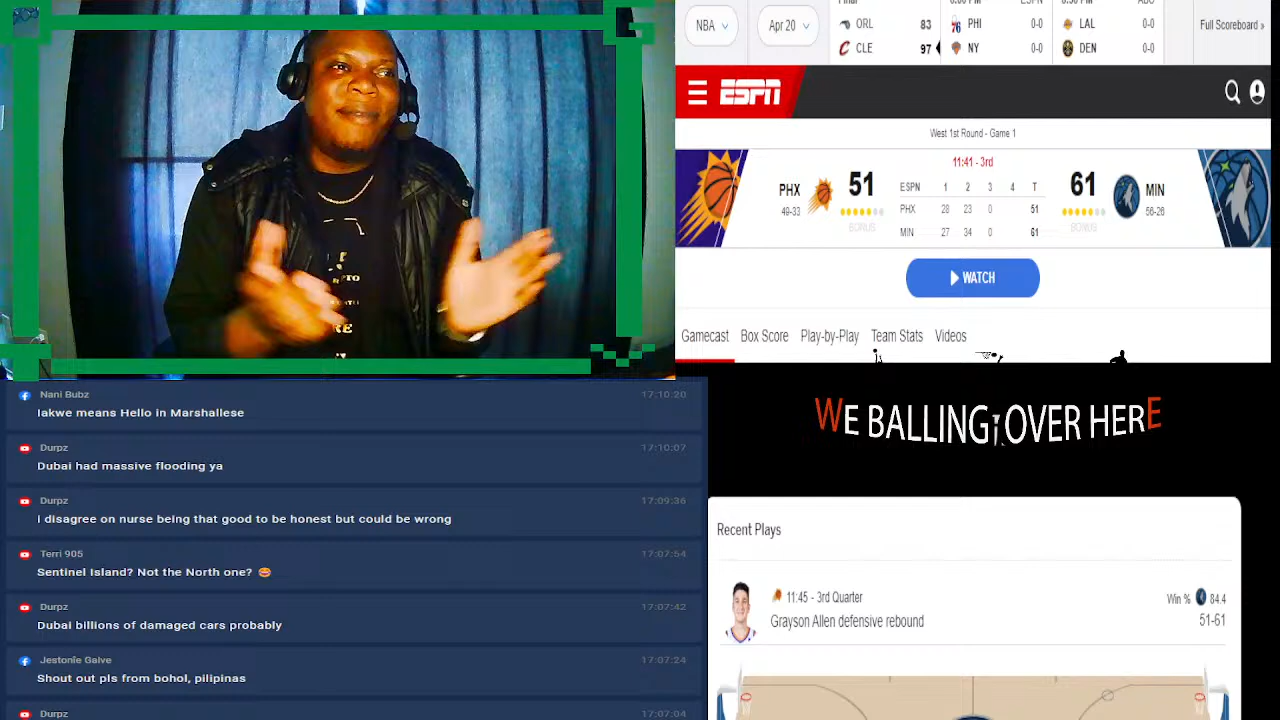 NBA
Apr 20
ORL 83
CLE 97
PHI 0-0
NY 0-0
LAL 0-0
DEN 0-0
Full Scoreboard »
ESPN
West 1st Round - Game 1
11:41 - 3rd
PHX 51
49-33
BONUS
ESPN 1 2 3 4 T
PHX 28 23 0 51
MIN 27 34 0 61
61 MIN
56-26
BONUS
WATCH
Gamecast Box Score Play-by-Play Team Stats Videos
WE BALLING OVER HERE
Recent Plays
11:45 - 3rd Quarter
Grayson Allen defensive rebound
Win % 84.4
51-61
Nani Bubz 17:10:20
Iakwe means Hello in Marshallese
Durpz 17:10:07
Dubai had massive flooding ya
Durpz 17:09:36
I disagree on nurse being that good to be honest but could be wrong
Terri 905 17:07:54
Sentinel Island? Not the North one?
Durpz 17:07:42
Dubai billions of damaged cars probably
Jestonie Galve 17:07:24
Shout out pls from bohol, pilipinas
Durpz 17:07:04